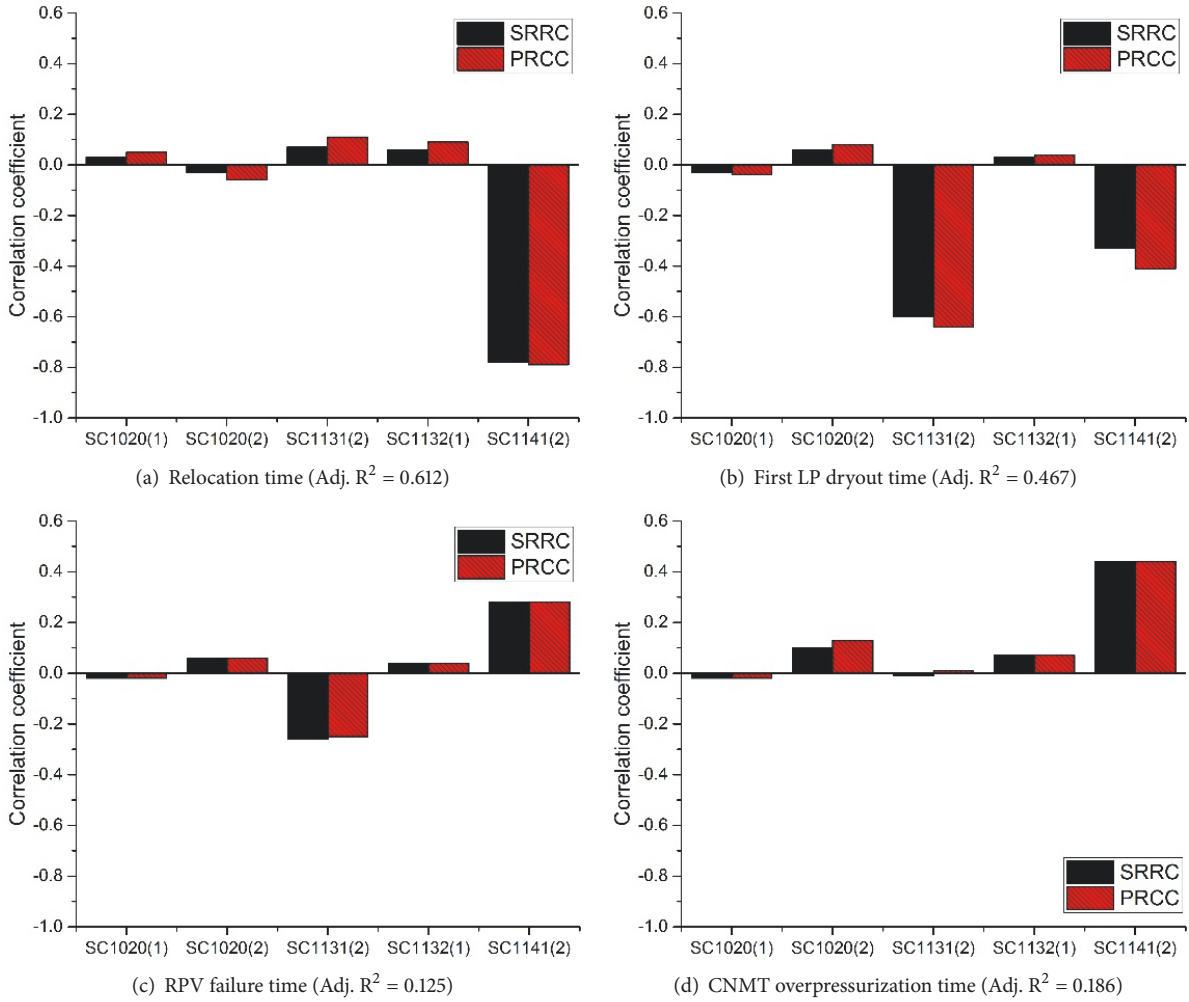 0.6
0.4
0.2
0.0
-0.2
-0.4
-0.6
-0.8
-1.0
Correlation coefficient
SRRC
PRCC
SC1020(1) SC1020(2) SC1131(2) SC1132(1) SC1141(2)
(a) Relocation time (Adj. R² = 0.612)
0.6
0.4
0.2
0.0
-0.2
-0.4
-0.6
-0.8
-1.0
Correlation coefficient
SRRC
PRCC
SC1020(1) SC1020(2) SC1131(2) SC1132(1) SC1141(2)
(b) First LP dryout time (Adj. R² = 0.467)
0.6
0.4
0.2
0.0
-0.2
-0.4
-0.6
-0.8
-1.0
Correlation coefficient
SRRC
PRCC
SC1020(1) SC1020(2) SC1131(2) SC1132(1) SC1141(2)
(c) RPV failure time (Adj. R² = 0.125)
0.6
0.4
0.2
0.0
-0.2
-0.4
-0.6
-0.8
-1.0
Correlation coefficient
SRRC
PRCC
SC1020(1) SC1020(2) SC1131(2) SC1132(1) SC1141(2)
(d) CNMT overpressurization time (Adj. R² = 0.186)